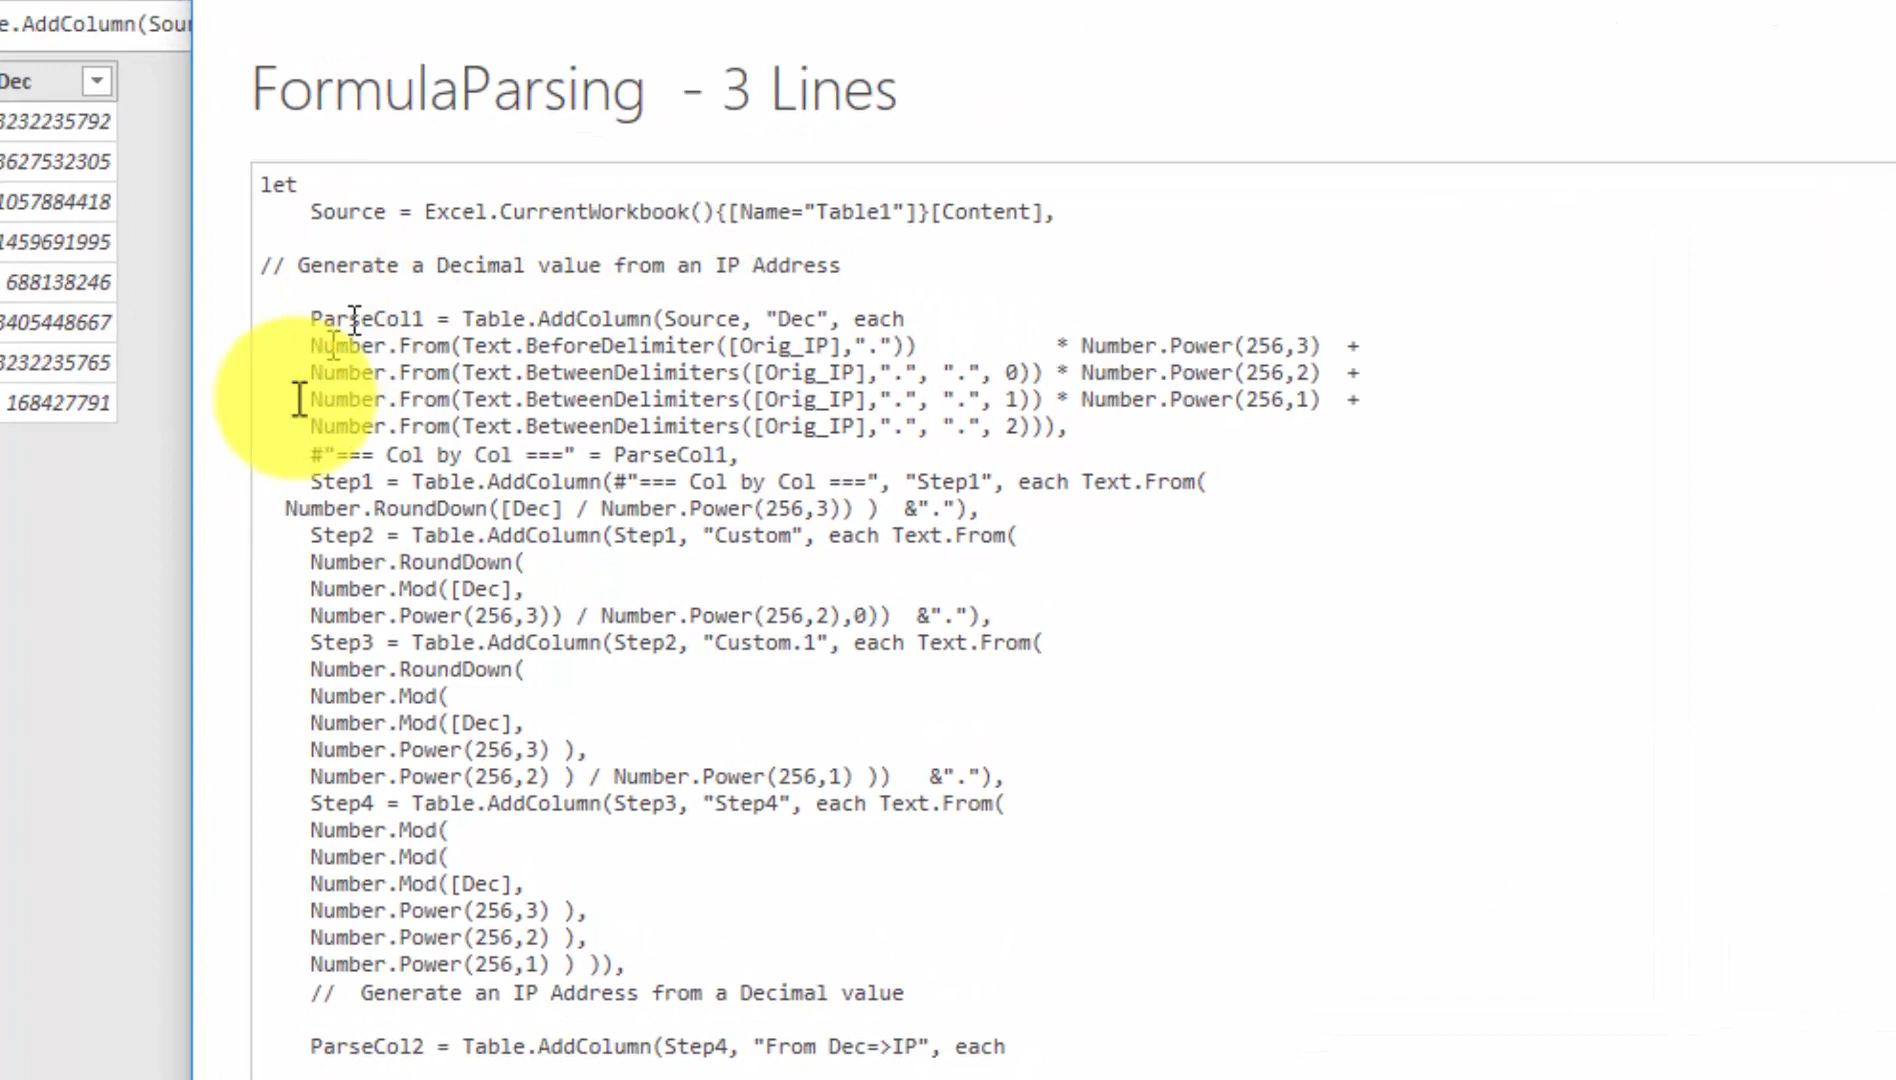 e.AddColumn(Sour
Dec
3232235792
3627532305
1057884418
1459691995
688138246
3405448667
3232235765
168427791
FormulaParsing - 3 Lines
let
Source = Excel.CurrentWorkbook(){[Name="Table1"]}[Content],
// Generate a Decimal value from an IP Address
ParseCol1 = Table.AddColumn(Source, "Dec", each
Number.From(Text.BeforeDelimiter([Orig_IP],".")) * Number.Power(256,3) +
Number.From(Text.BetweenDelimiters([Orig_IP],".", ".", 0)) * Number.Power(256,2) +
Number.From(Text.BetweenDelimiters([Orig_IP],".", ".", 1)) * Number.Power(256,1) +
Number.From(Text.BetweenDelimiters([Orig_IP],".", ".", 2))),
#"=== Col by Col ===" = ParseCol1,
Step1 = Table.AddColumn(#"=== Col by Col ===", "Step1", each Text.From(
Number.RoundDown([Dec] / Number.Power(256,3)) ) &"."),
Step2 = Table.AddColumn(Step1, "Custom", each Text.From(
Number.RoundDown(
Number.Mod([Dec],
Number.Power(256,3)) / Number.Power(256,2),0)) &"."),
Step3 = Table.AddColumn(Step2, "Custom.1", each Text.From(
Number.RoundDown(
Number.Mod(
Number.Mod([Dec],
Number.Power(256,3) ),
Number.Power(256,2) ) / Number.Power(256,1) )) &"."),
Step4 = Table.AddColumn(Step3, "Step4", each Text.From(
Number.Mod(
Number.Mod(
Number.Mod([Dec],
Number.Power(256,3) ),
Number.Power(256,2) ),
Number.Power(256,1) ) )),
// Generate an IP Address from a Decimal value
ParseCol2 = Table.AddColumn(Step4, "From Dec=>IP", each